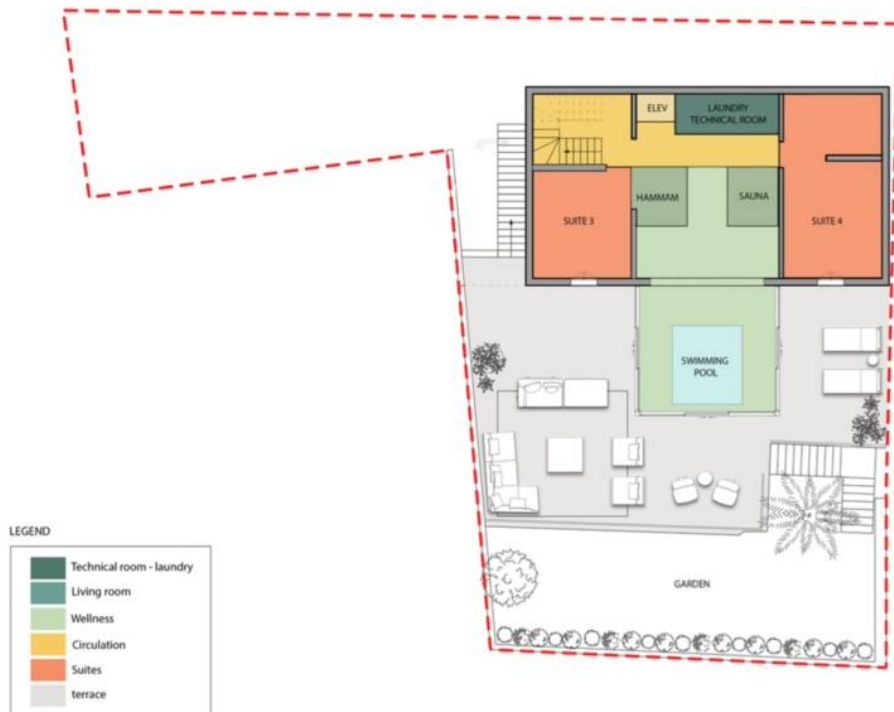 ELEV
LAUNDRY
TECHNICAL ROOM
HAMMAM
SAUNA
SUITE 3
SUITE 4
SWIMMING
POOL
GARDEN
LEGEND
Technical room - laundry
Living room
Wellness
Circulation
Suites
terrace